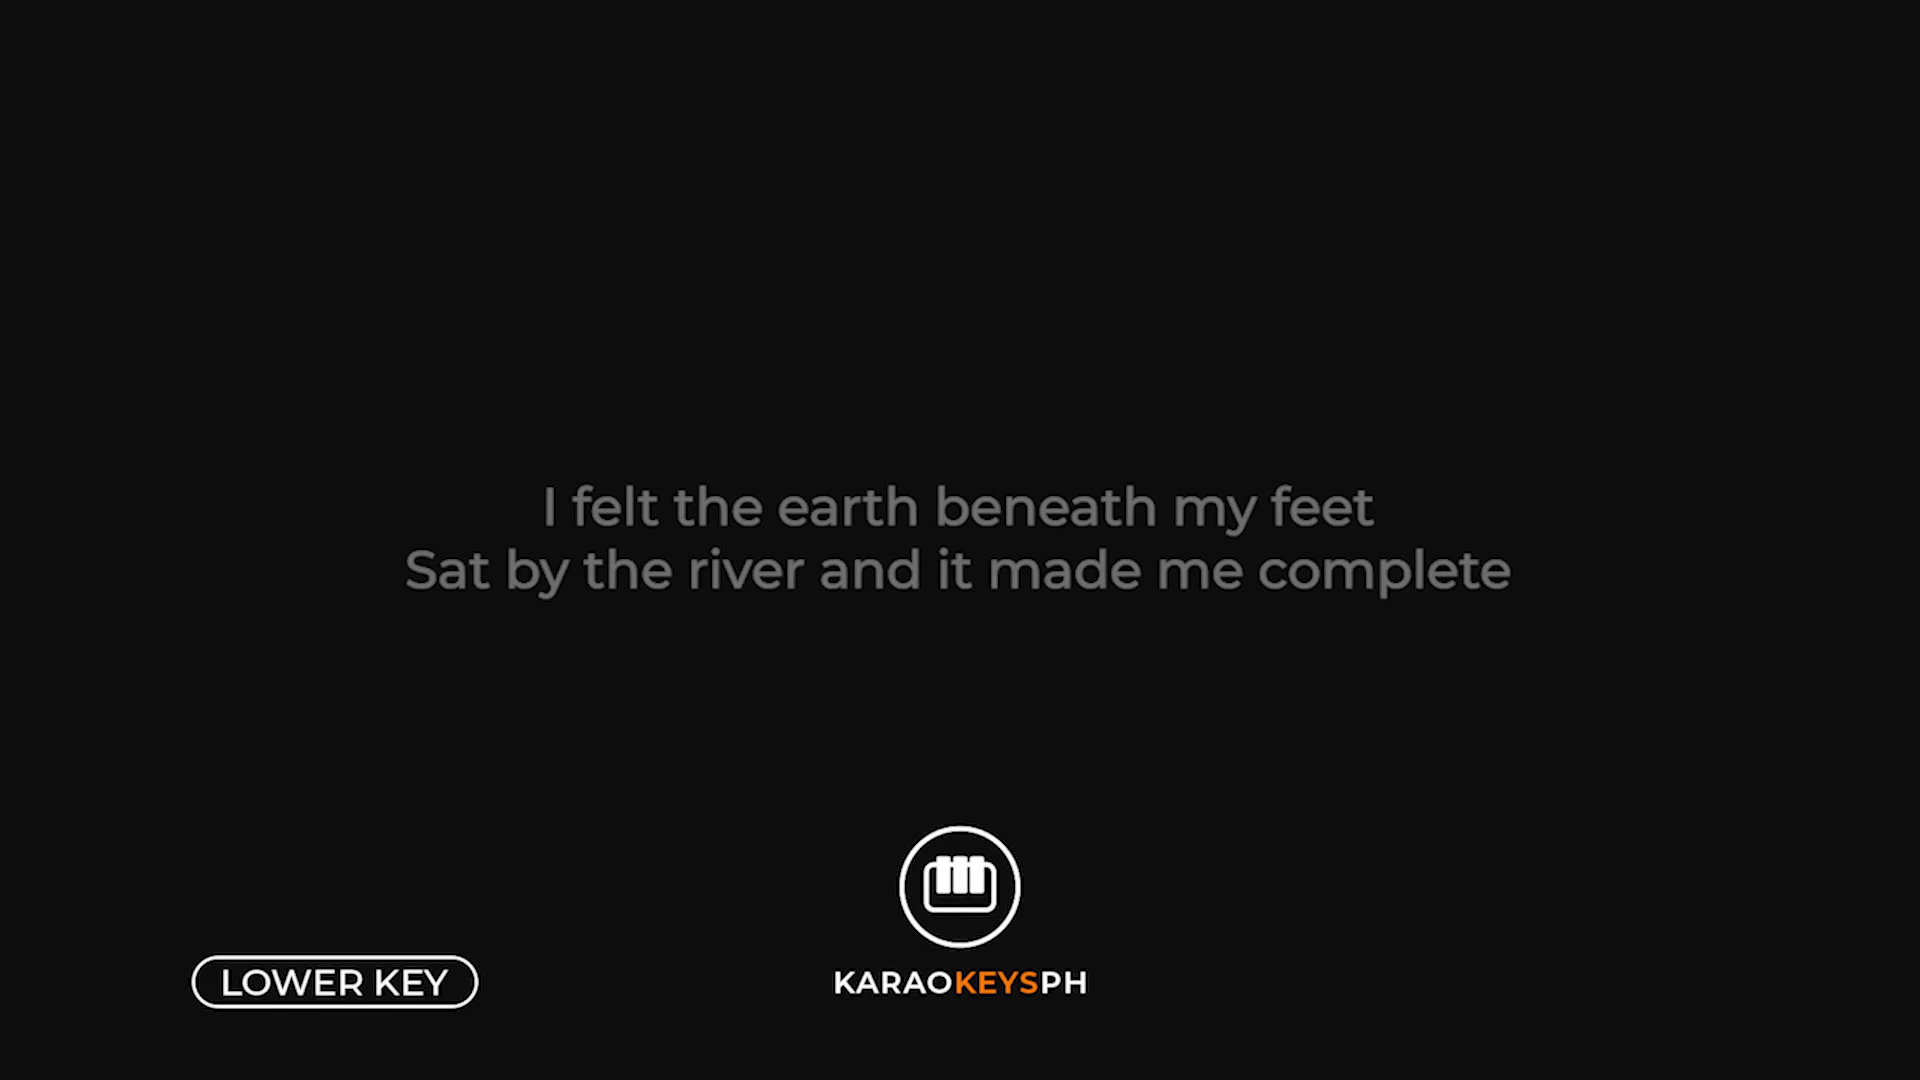 I felt the earth beneath my feet
Sat by the river and it made me complete
LOWER KEY
KARAOKEYSPH